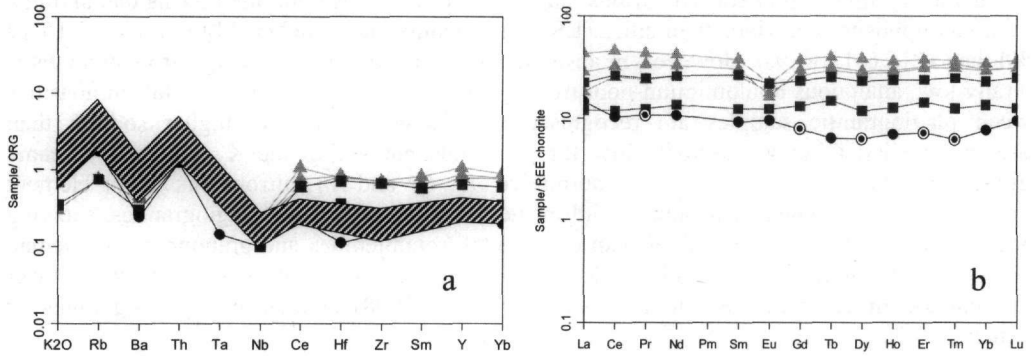 100
10
1
0.1
0.01
Sample/ ORG
K2O Rb Ba Th Ta Nb Ce Hf Zr Sm Y Yb
a
100
10
1
0.1
Sample/ REE chondrite
La Ce Pr Nd Pm Sm Eu Gd Tb Dy Ho Er Tm Yb Lu
b